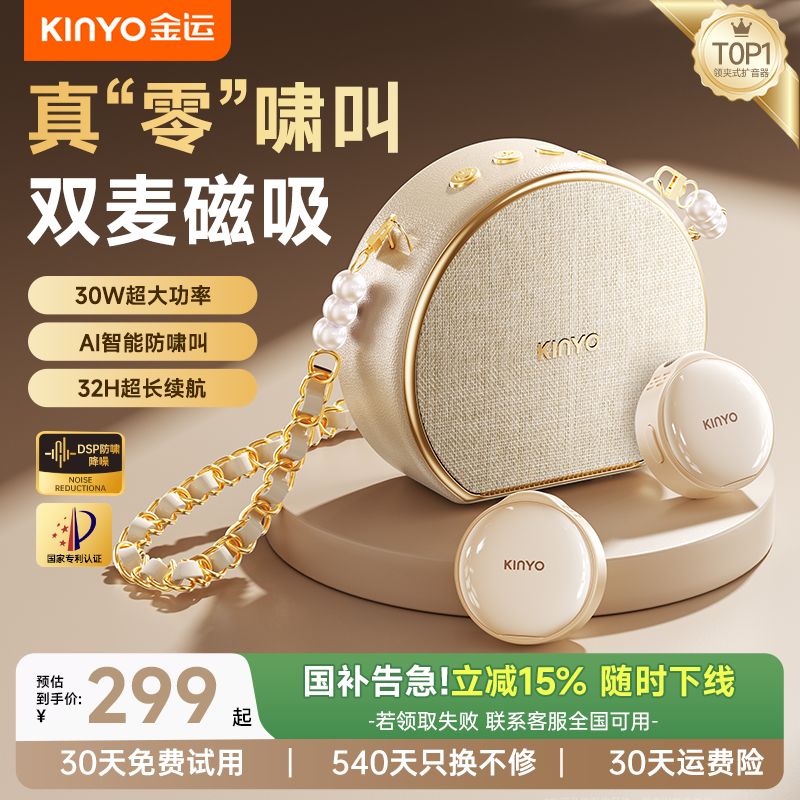 KINYO金运
TOP1
领夹式扩音器
真“零”啸叫
双麦磁吸
30W超大功率
AI智能防啸叫
32H超长续航
DSP防啸
降噪
NOISE
REDUCTIONA
国家专利认证
KINYO
KINYO
KINYO
预估
到手价:
¥
299起
国补告急!立减15% 随时下线
-若领取失败 联系客服全国可用-
30天免费试用 | 540天只换不修 | 30天运费险